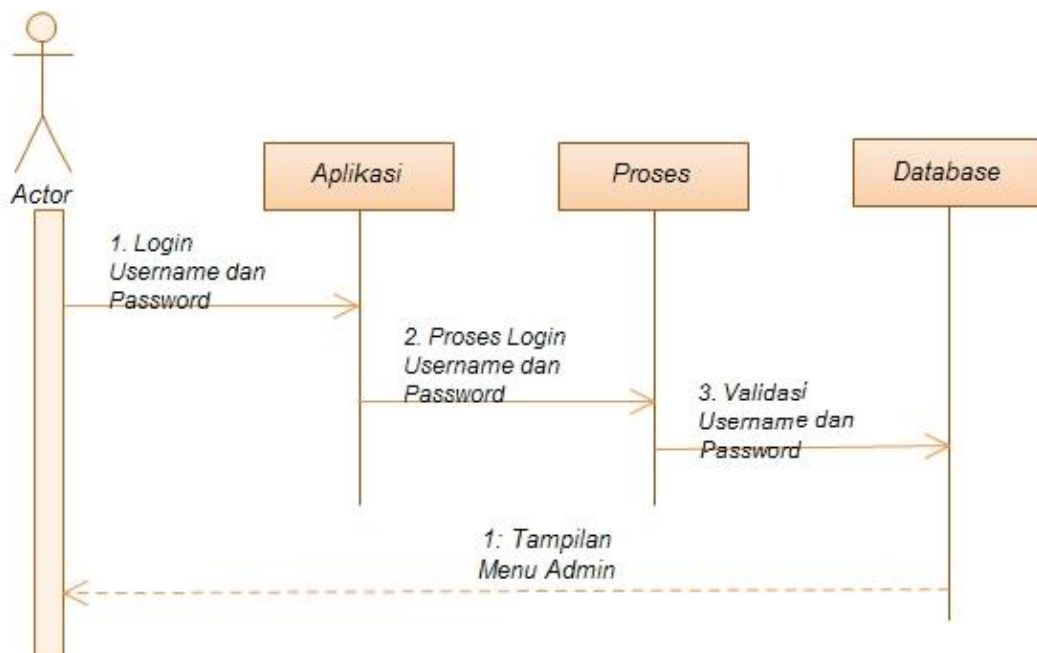 Actor
Aplikasi
Proses
Database
1. Login
Username dan
Password
2. Proses Login
Username dan
Password
3. Validasi
Username dan
Password
1: Tampilan
Menu Admin